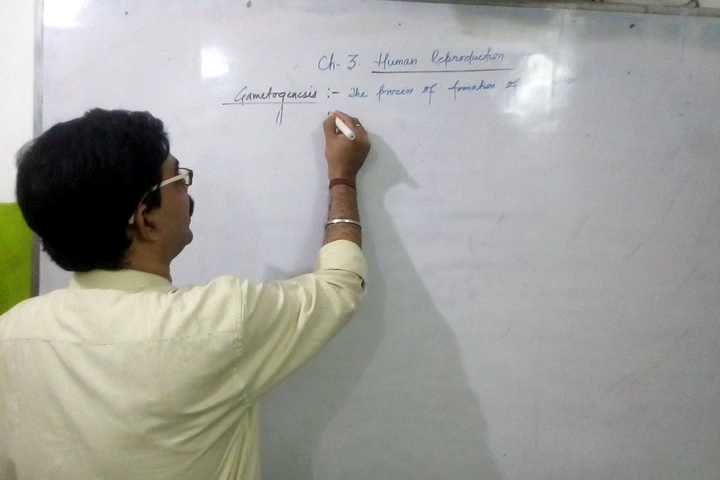 Ch- 3. Human Reproduction
Gametogenesis :- The process of formation of